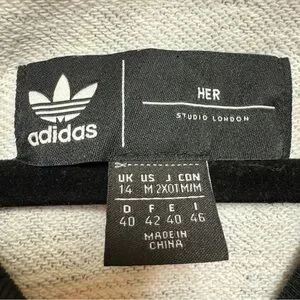 adidas
HER
STUDIO LONDON
UK US J CDN
14 M 2XOT M/M
D F E I
40 42 40 46
MADE IN
CHINA